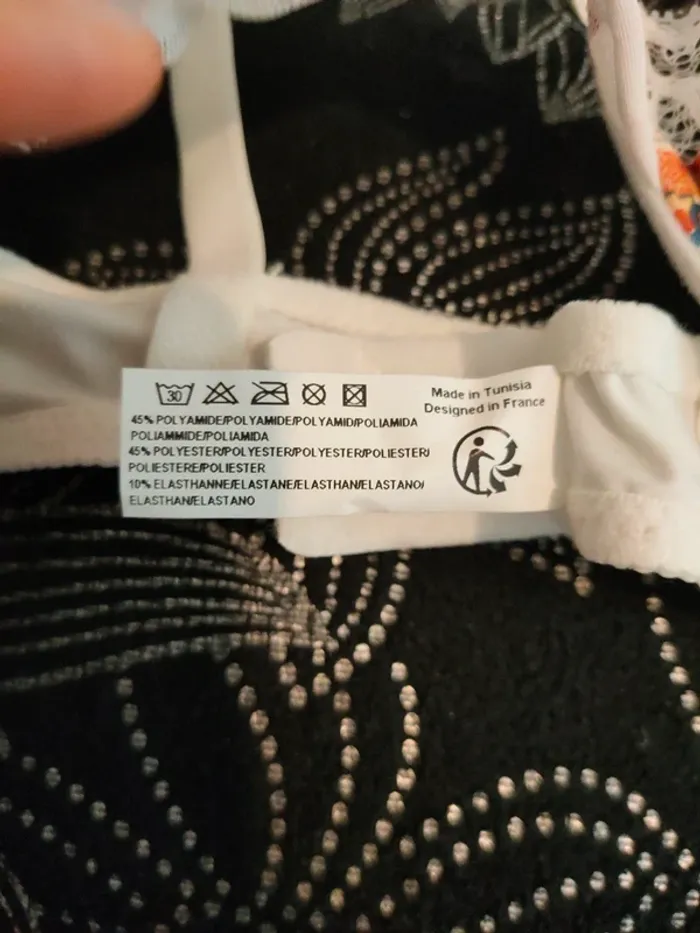 30
45% POLYAMIDE/POLYAMIDE/POLYAMID/POLIAMIDA
POLIAMMIDE/POLIAMIDA
45% POLYESTER/POLYESTER/POLYESTER/POLIESTER/
POLIESTERE/POLIESTER
10% ELASTHANNE/ELASTANE/ELASTHAN/ELASTANO/
ELASTHAN/ELASTANO
Made in Tunisia
Designed in France